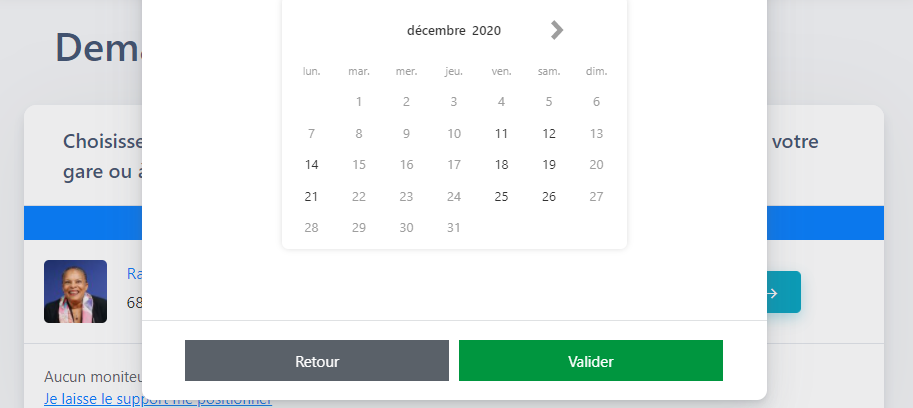 Dema
décembre 2020
lun. mar. mer. jeu. ven. sam. dim.
1 2 3 4 5 6
7 8 9 10 11 12 13
14 15 16 17 18 19 20
21 22 23 24 25 26 27
28 29 30 31
Choisisse votre
gare ou à
Ra
68
Retour Valider
Aucun moniteu
Je laisse le support me positionner